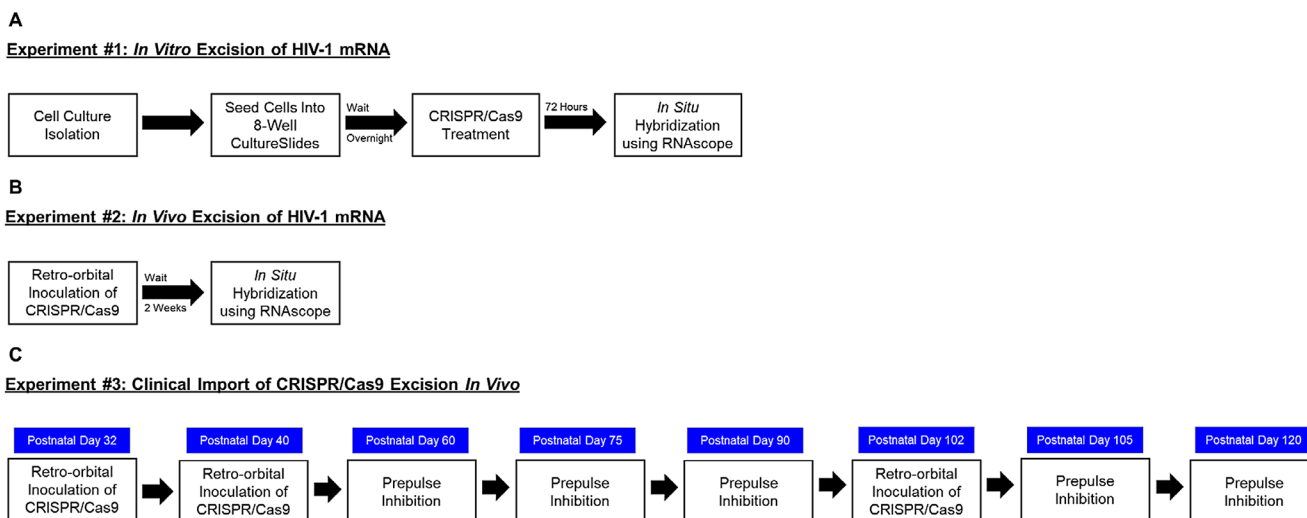 A
Experiment #1: In Vitro Excision of HIV-1 mRNA
Cell Culture
Isolation
Seed Cells Into
8-Well
CultureSlides
Wait
Overnight
CRISPR/Cas9
Treatment
72 Hours
In Situ
Hybridization
using RNAscope
B
Experiment #2: In Vivo Excision of HIV-1 mRNA
Retro-orbital
Inoculation of
CRISPR/Cas9
Wait
2 Weeks
In Situ
Hybridization
using RNAscope
C
Experiment #3: Clinical Import of CRISPR/Cas9 Excision In Vivo
Postnatal Day 32
Retro-orbital
Inoculation of
CRISPR/Cas9
Postnatal Day 40
Retro-orbital
Inoculation of
CRISPR/Cas9
Postnatal Day 60
Prepulse
Inhibition
Postnatal Day 75
Prepulse
Inhibition
Postnatal Day 90
Prepulse
Inhibition
Postnatal Day 102
Retro-orbital
Inoculation of
CRISPR/Cas9
Postnatal Day 105
Prepulse
Inhibition
Postnatal Day 120
Prepulse
Inhibition